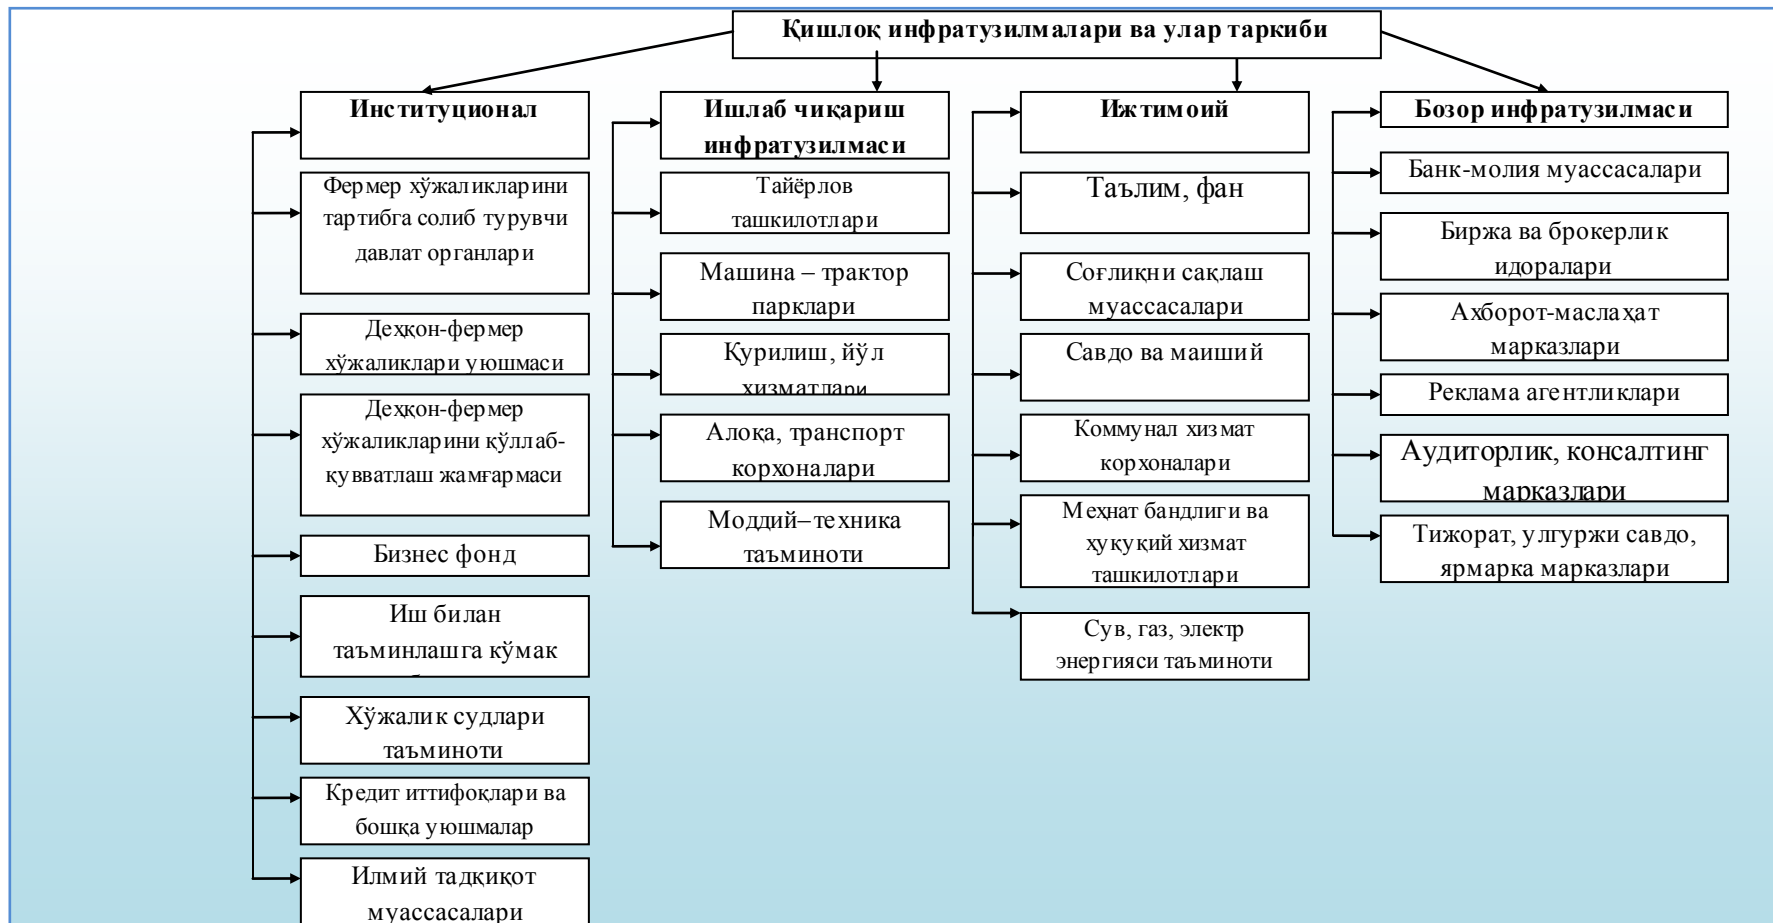 Қишлоқ инфратузилмалари ва улар таркиби
Институционал
Фермер хўжаликларини
тартибга солиб турувчи
давлат органлари
Деҳқон-фермер
хўжаликлари уюшмаси
Деҳқон-фермер
хўжаликларини қўллаб-
қувватлаш жамғармаси
Бизнес фонд
Иш билан
таъминлашга кўмак
Хўжалик судлари
таъминоти
Кредит иттифоқлари ва
бошқа уюшмалар
Илмий тадқиқот
муассасалари
Ишлаб чиқариш
инфратузилмаси
Тайёрлов
ташкилотлари
Машина – трактор
парклари
Қурилиш, йўл
хизматлари
Алоқа, транспорт
корхоналари
Моддий–техника
таъминоти
Ижтимоий
Таълим, фан
Соғлиқни сақлаш
муассасалари
Савдо ва маиший
Коммунал хизмат
корхоналари
Меҳнат бандлиги ва
ҳуқуқий хизмат
ташкилотлари
Сув, газ, электр
энергияси таъминоти
Бозор инфратузилмаси
Банк-молия муассасалари
Биржа ва брокерлик
идоралари
Ахборот-маслаҳат
марказлари
Реклама агентликлари
Аудиторлик, консалтинг
марказлари
Тижорат, улгуржи савдо,
ярмарка марказлари